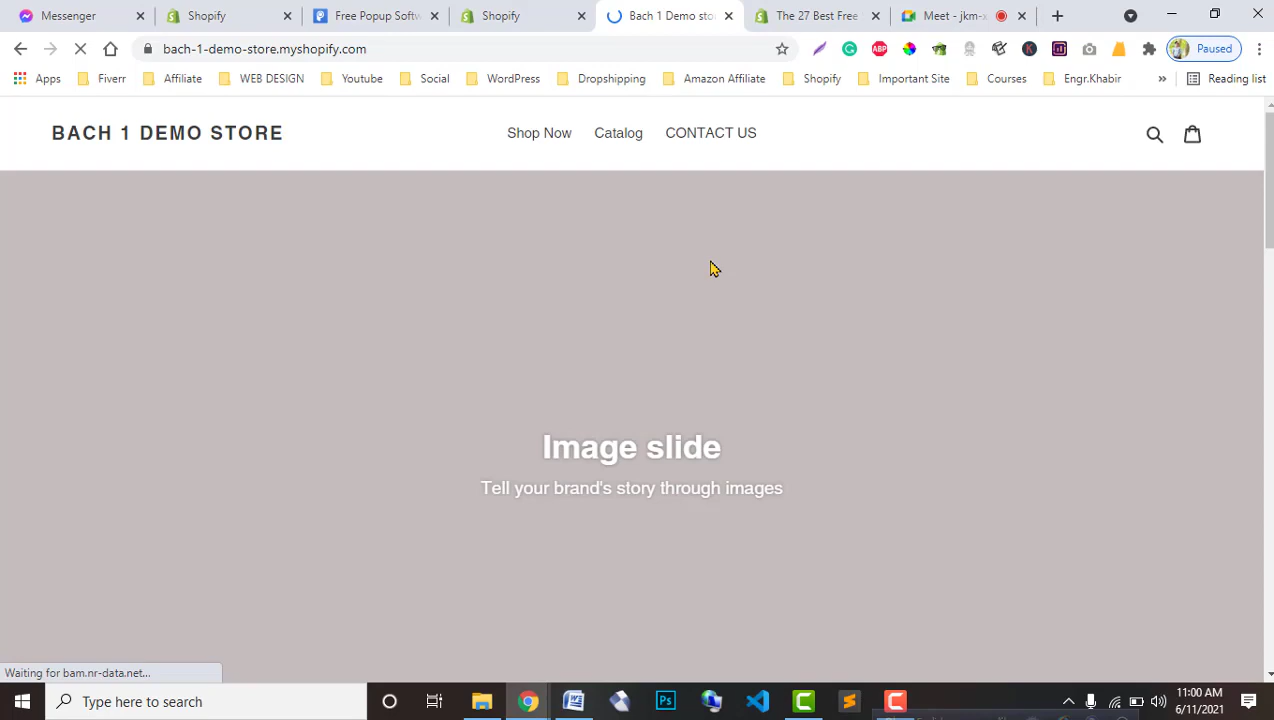 Messenger
Shopify
Free Popup Softw
Shopify
Bach 1 Demo sto
The 27 Best Free
Meet - jkm-x
bach-1-demo-store.myshopify.com
ABP
K
Paused
Apps
Fiverr
Affiliate
WEB DESIGN
Youtube
Social
WordPress
Dropshipping
Amazon Affiliate
Shopify
Important Site
Courses
Engr.Khabir
»
Reading list
BACH 1 DEMO STORE
Shop Now
Catalog
CONTACT US
Image slide
Tell your brand's story through images
Waiting for bam.nr-data.net...
Type here to search
Ps
11:00 AM
6/11/2021